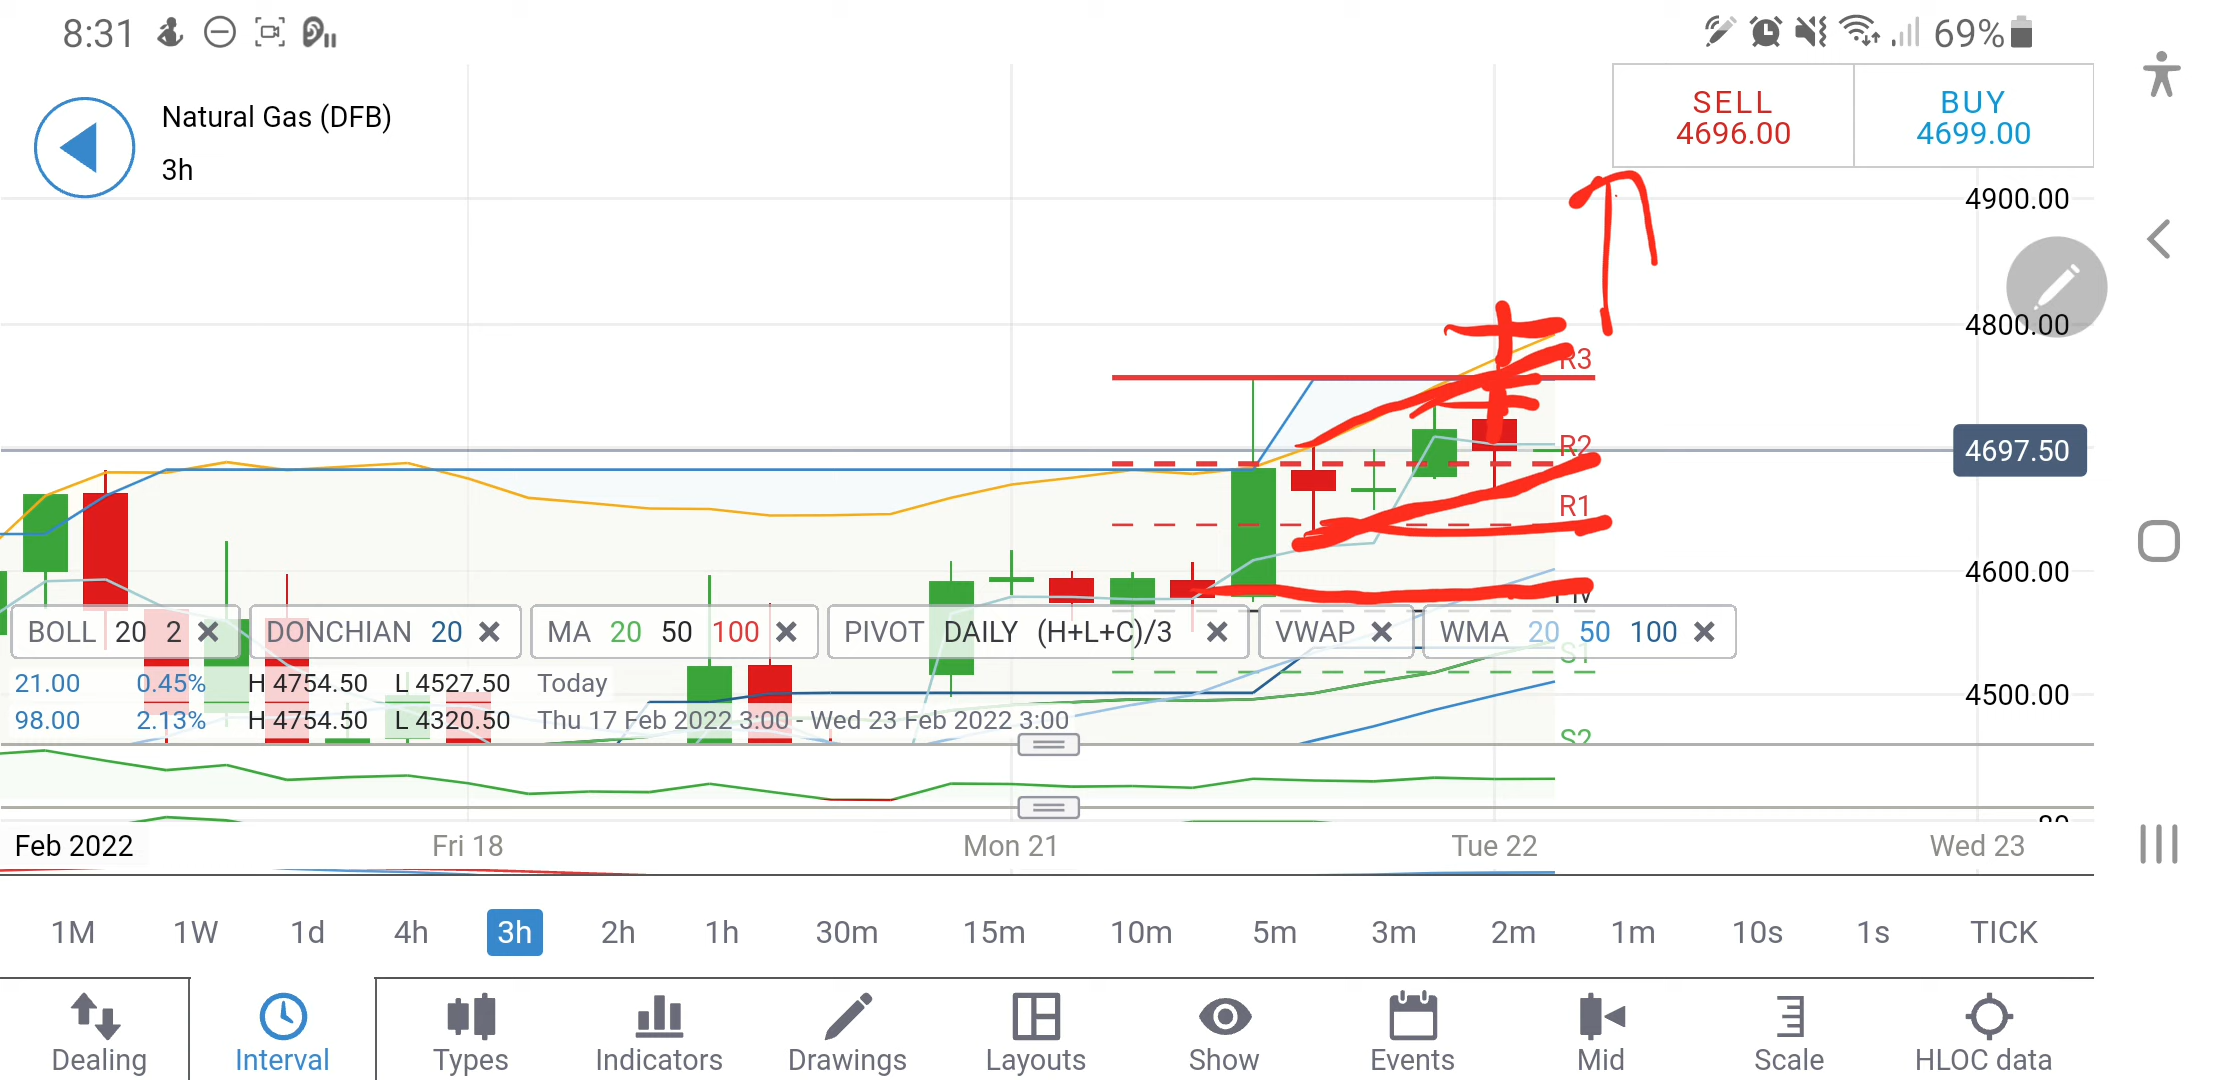 8:31
69%
Natural Gas (DFB)
3h
SELL
4696.00
BUY
4699.00
4900.00
4800.00
R3
4697.50
R2
R1
4600.00
BOLL 20 2
DONCHIAN 20
MA 20 50 100
PIVOT DAILY (H+L+C)/3
VWAP
WMA 20 50 100
S1
21.00 0.45% H 4754.50 L 4527.50 Today
4500.00
98.00 2.13% H 4754.50 L 4320.50 Thu 17 Feb 2022 3:00 - Wed 23 Feb 2022 3:00
S2
Feb 2022 Fri 18 Mon 21 Tue 22 Wed 23
1M 1W 1d 4h 3h 2h 1h 30m 15m 10m 5m 3m 2m 1m 10s 1s TICK
Dealing Interval Types Indicators Drawings Layouts Show Events Mid Scale HLOC data